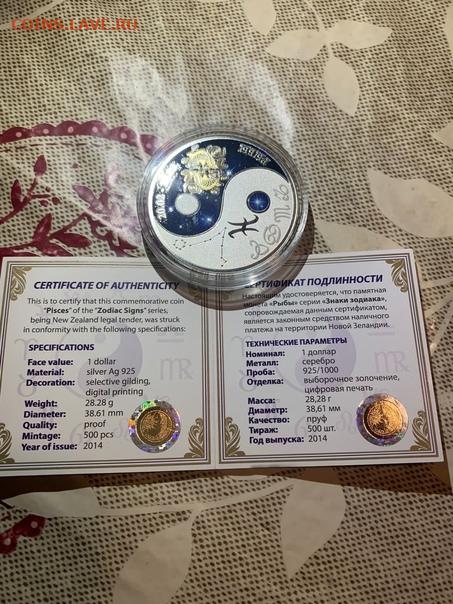 COINS.LAVE.RU
РЫБЫ
20.02
CERTIFICATE OF AUTHENTICITY
This is to certify that this commemorative coin
"Pisces" of the "Zodiac Signs" series,
being New Zealand legal tender, was struck
in conformity with the following specifications:
SPECIFICATIONS
Face value: 1 dollar
Material: silver Ag 925
Decoration: selective gilding,
digital printing
Weight: 28.28 g
Diameter: 38.61 mm
Quality: proof
Mintage: 500 pcs
Year of issue: 2014
СЕРТИФИКАТ ПОДЛИННОСТИ
Настоящим удостоверяется, что памятная
монета «Рыбы» серии «Знаки зодиака»,
сопровождаемая данным сертификатом,
является законным средством наличного
платежа на территории Новой Зеландии.
ТЕХНИЧЕСКИЕ ПАРАМЕТРЫ
Номинал: 1 доллар
Металл: серебро
Проба: 925/1000
Отделка: выборочное золочение,
цифровая печать
Масса: 28,28 г
Диаметр: 38,61 мм
Качество: пруф
Тираж: 500 шт.
Год выпуска: 2014